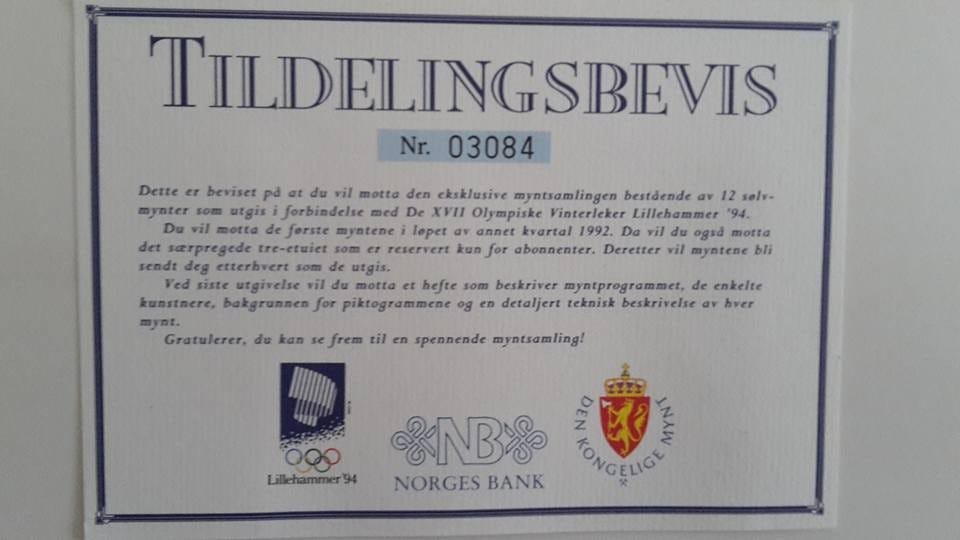 TILDELINGSBEVIS
Nr. 03084
Dette er beviset på at du vil motta den eksklusive myntsamlingen bestående av 12 sølv-
mynter som utgis i forbindelse med De XVII Olympiske Vinterleker Lillehammer '94.
Du vil motta de første myntene i løpet av annet kvartal 1992. Da vil du også motta
det særpregede tre-etuiet som er reservert kun for abonnenter. Deretter vil myntene bli
sendt deg etterhvert som de utgis.
Ved siste utgivelse vil du motta et hefte som beskriver myntprogrammet, de enkelte
kunstnere, bakgrunnen for piktogrammene og en detaljert teknisk beskrivelse av hver
mynt.
Gratulerer, du kan se frem til en spennende myntsamling!
Lillehammer '94
NB
NORGES BANK
DEN KONGELIGE MYNT